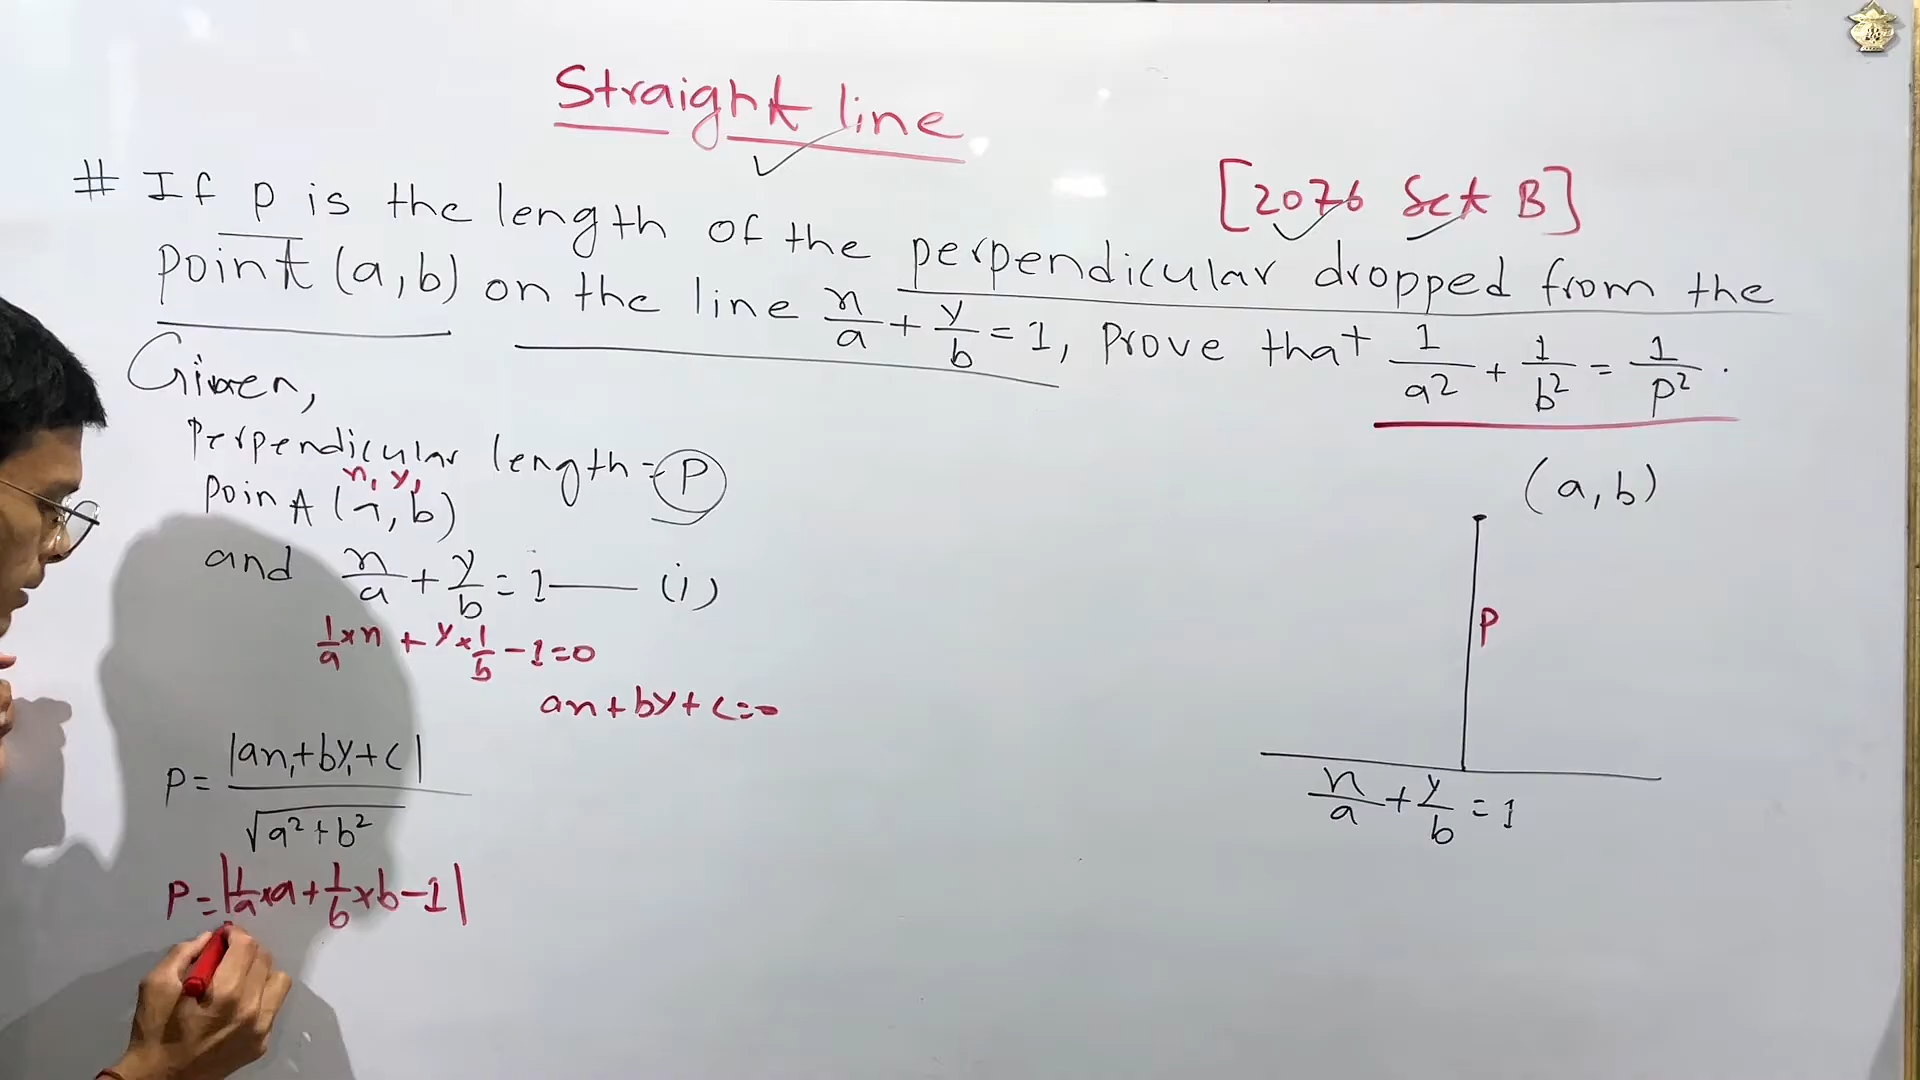 Straight line
[2076 Set B]
# If p is the length of the perpendicular dropped from the
point (a,b) on the line x/a + y/b = 1, Prove that 1/a² + 1/b² = 1/p².
Given,
Perpendicular length = P
x₁ y₁
Point (a,b)
and x/a + y/b = 1 —— (i)
1/a × x + y × 1/b - 1 = 0
ax + by + c = 0
P = |ax₁ + by₁ + c| / √a² + b²
P = |1/a × a + 1/b × b - 1|
(a,b)
P
x/a + y/b = 1